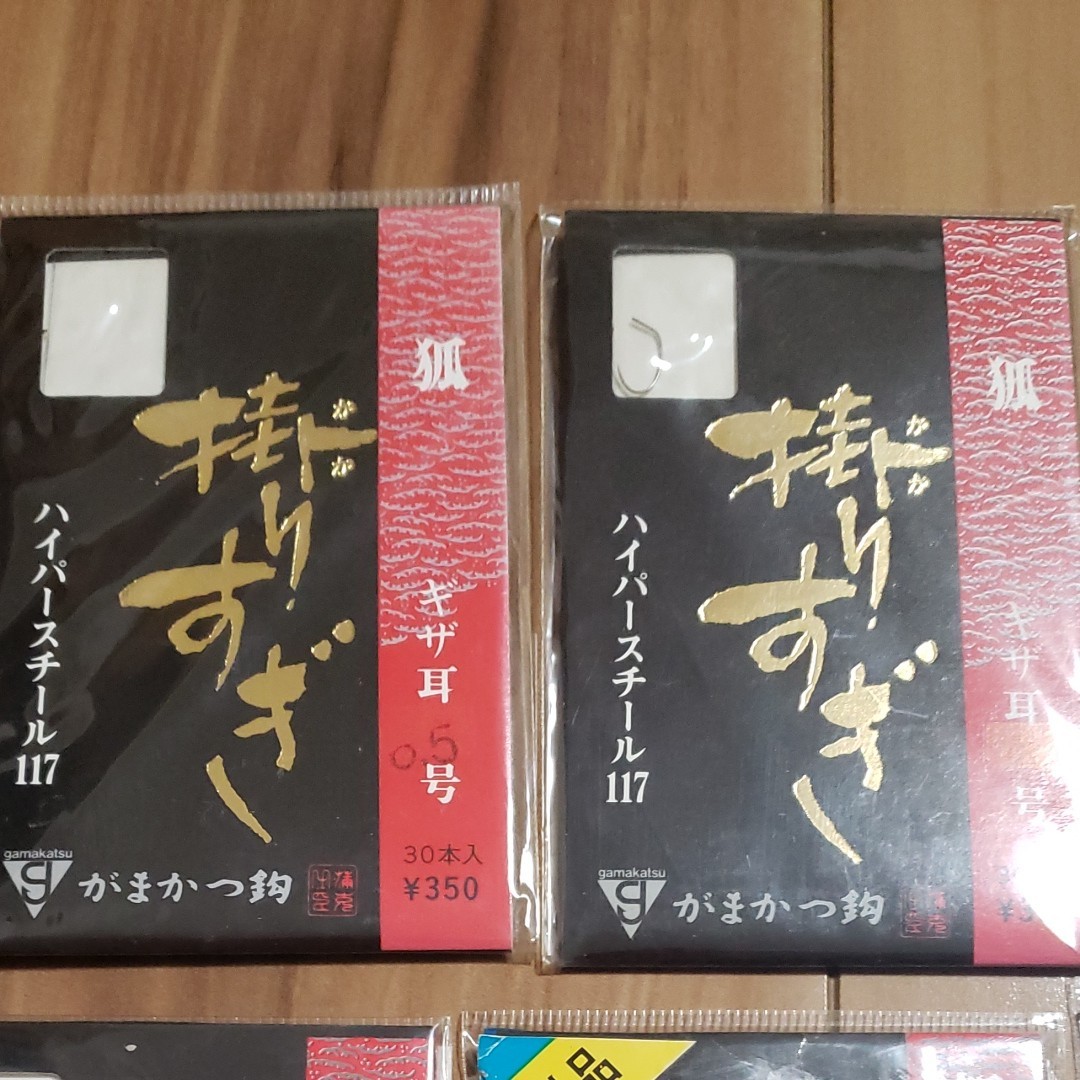 狐
ギザ耳 0.5 号
30本入
¥350
掛りすぎ
かか
ハイパースチール117
gamakatsu
がまかつ鈎
狐
ギザ耳 号
掛りすぎ
かか
ハイパースチール117
gamakatsu
がまかつ鈎
品